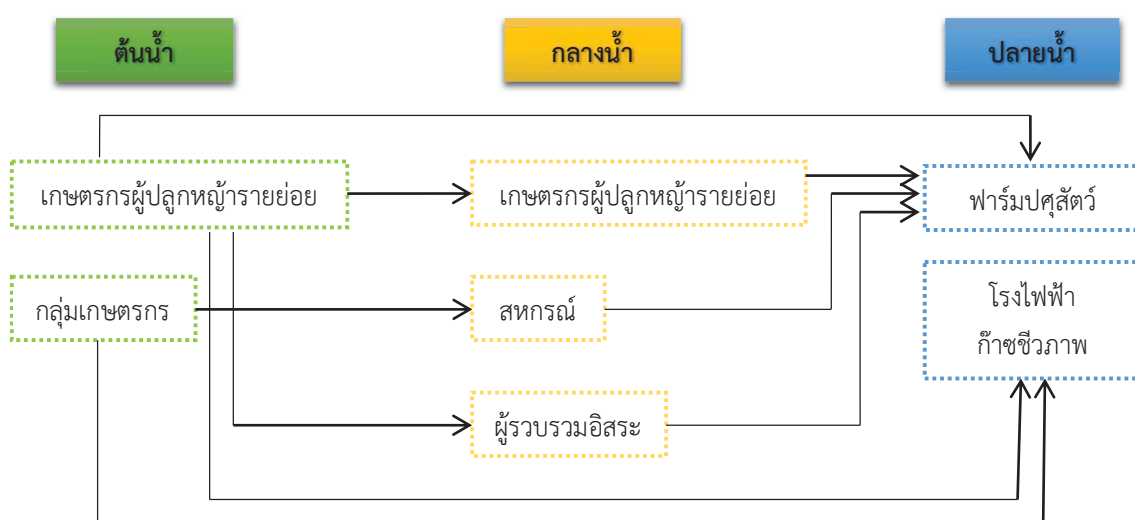 ต้นน้ำ
กลางน้ำ
ปลายน้ำ
เกษตรกรผู้ปลูกหญ้ารายย่อย
เกษตรกรผู้ปลูกหญ้ารายย่อย
ฟาร์มปศุสัตว์
กลุ่มเกษตรกร
สหกรณ์
โรงไฟฟ้า
ก๊าซชีวภาพ
ผู้รวบรวมอิสระ